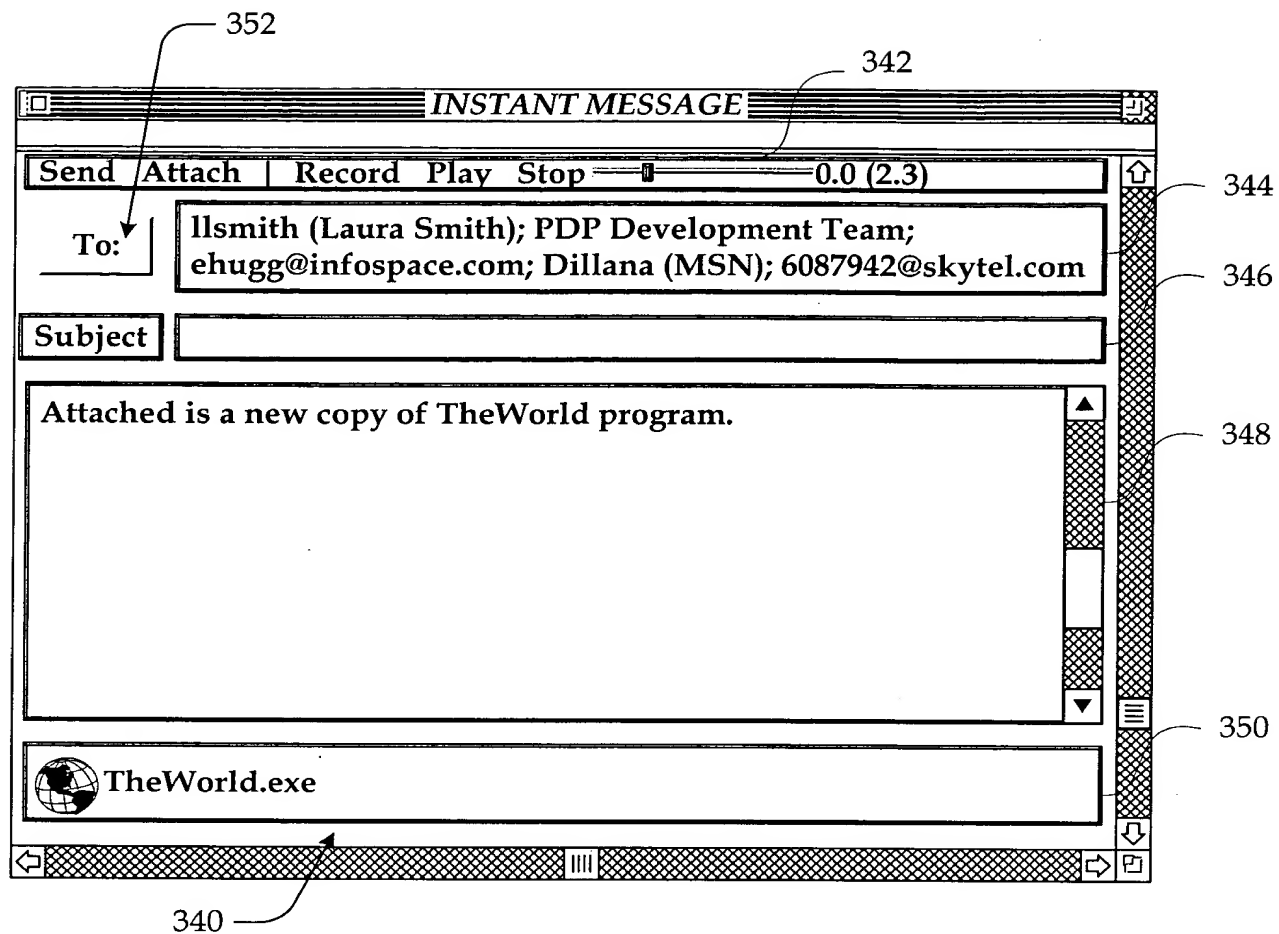 352
342
INSTANT MESSAGE
Send Attach | Record Play Stop 0.0 (2.3)
344
To:
llsmith (Laura Smith); PDP Development Team;
ehugg@infospace.com; Dillana (MSN); 6087942@skytel.com
346
Subject
Attached is a new copy of TheWorld program.
348
350
TheWorld.exe
340